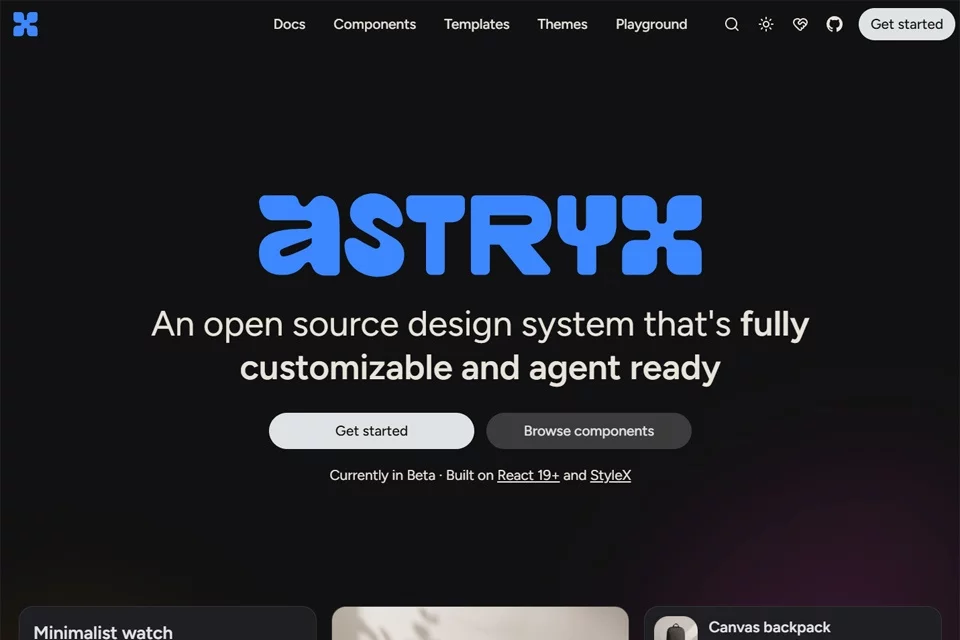 Docs
Components
Templates
Themes
Playground
Get started
ASTRYX
An open source design system that's fully
customizable and agent ready
Get started
Browse components
Currently in Beta · Built on React 19+ and StyleX
Minimalist watch
Canvas backpack